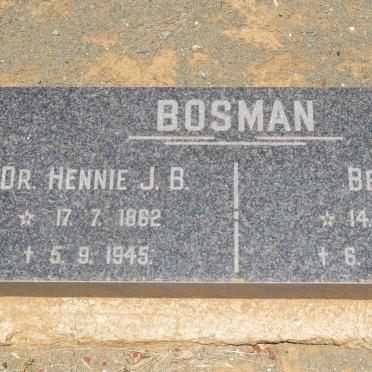 BOSMAN
DR. HENNIE J. B. BE
☆ 17. 7. 1862 ☆ 14
† 5. 9. 1945. † 6.